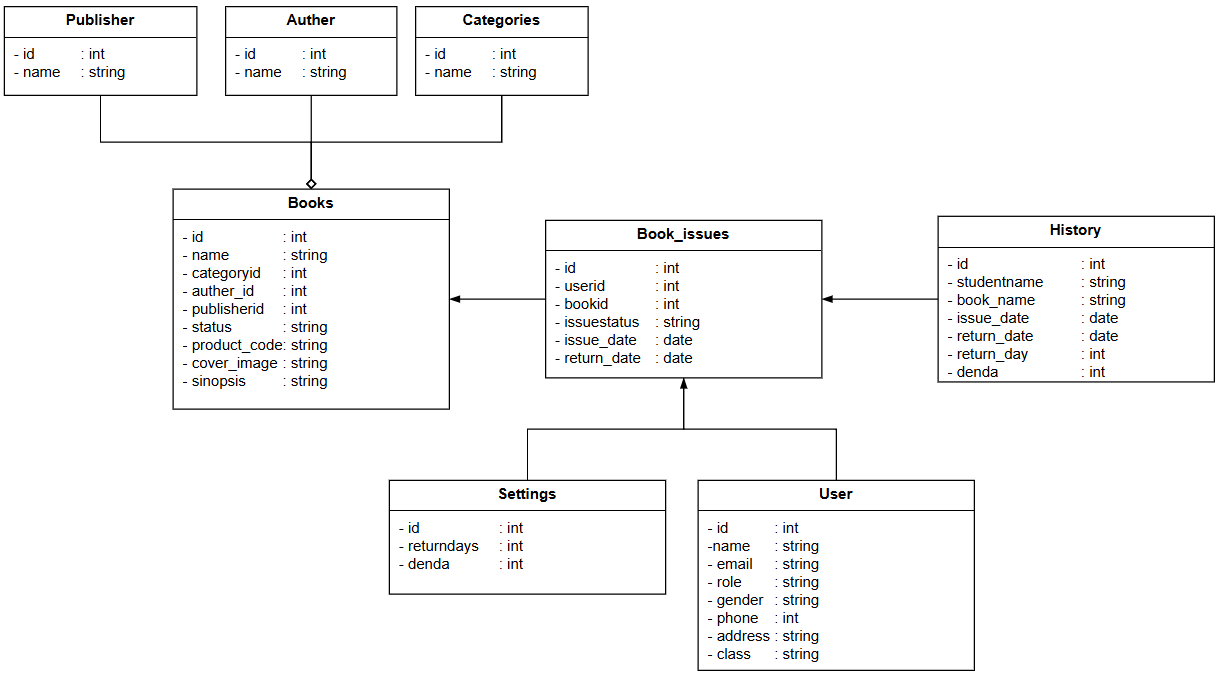 Publisher
- id : int
- name : string
Auther
- id : int
- name : string
Categories
- id : int
- name : string
Books
- id : int
- name : string
- categoryid : int
- auther_id : int
- publisherid : int
- status : string
- product_code: string
- cover_image : string
- sinopsis : string
Book_issues
- id : int
- userid : int
- bookid : int
- issuestatus : string
- issue_date : date
- return_date : date
History
- id : int
- studentname : string
- book_name : string
- issue_date : date
- return_date : date
- return_day : int
- denda : int
Settings
- id : int
- returndays : int
- denda : int
User
- id : int
-name : string
- email : string
- role : string
- gender : string
- phone : int
- address : string
- class : string